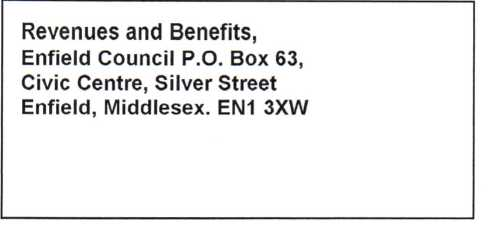 Revenues and Benefits,
Enfield Council P.O. Box 63,
Civic Centre, Silver Street
Enfield, Middlesex. EN1 3XW